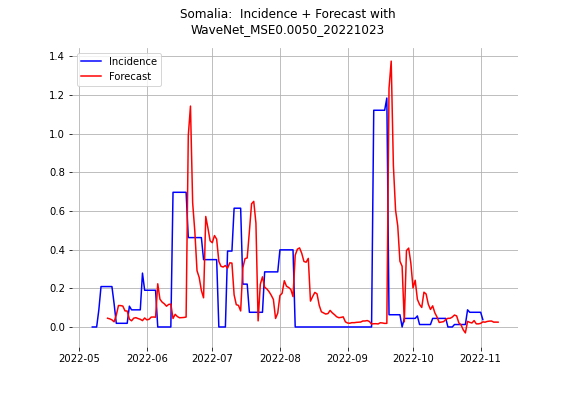 Somalia:  Incidence + Forecast with
WaveNet_MSE0.0050_20221023
Incidence
Forecast
1.4
1.2
1.0
0.8
0.6
0.4
0.2
0.0
2022-05 2022-06 2022-07 2022-08 2022-09 2022-10 2022-11